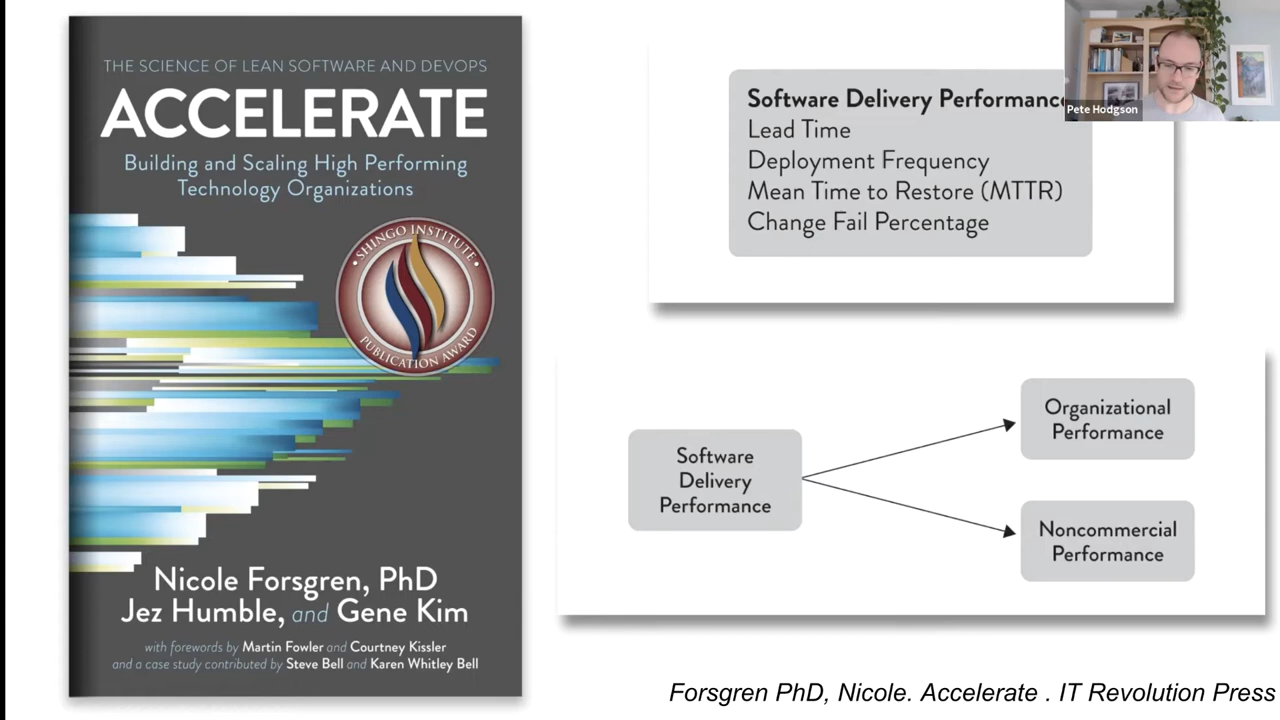 THE SCIENCE OF LEAN SOFTWARE AND DEVOPS
ACCELERATE
Building and Scaling High Performing
Technology Organizations
• SHINGO INSTITUTE •
PUBLICATION AWARD
Nicole Forsgren, PhD
Jez Humble, and Gene Kim
with forewords by Martin Fowler and Courtney Kissler
and a case study contributed by Steve Bell and Karen Whitley Bell
Software Delivery Performance
Lead Time
Deployment Frequency
Mean Time to Restore (MTTR)
Change Fail Percentage
Pete Hodgson
Software
Delivery
Performance
Organizational
Performance
Noncommercial
Performance
Forsgren PhD, Nicole. Accelerate . IT Revolution Press